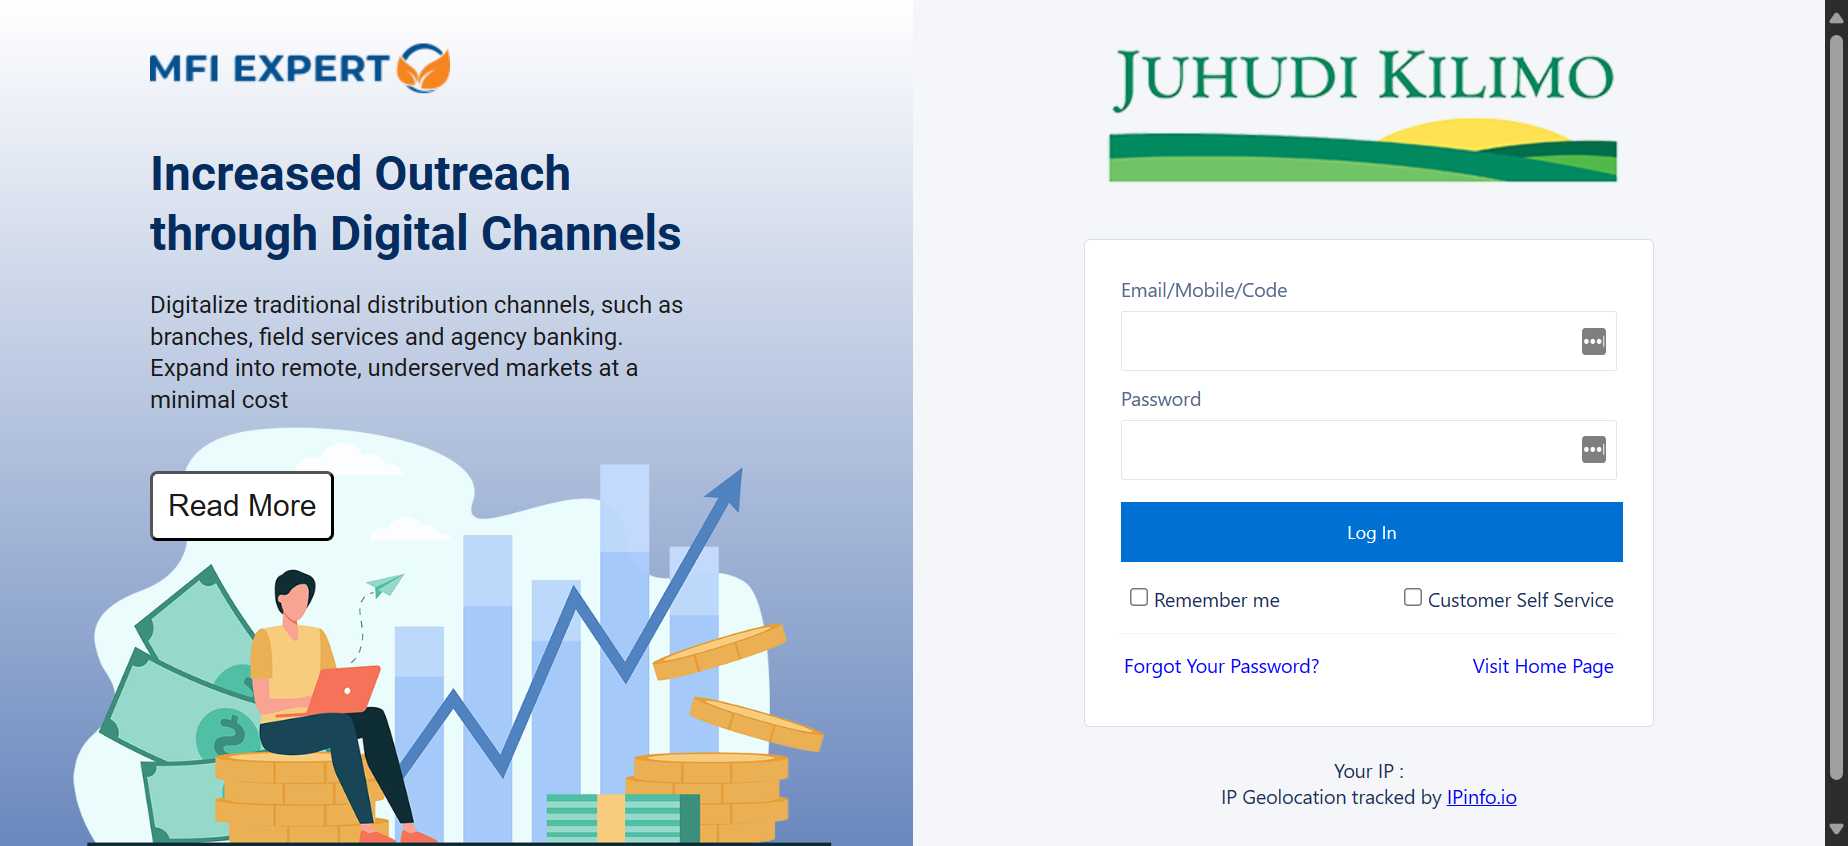 MFI EXPERT
Increased Outreach
through Digital Channels
Digitalize traditional distribution channels, such as
branches, field services and agency banking.
Expand into remote, underserved markets at a
minimal cost
Read More
JUHUDI KILIMO
Email/Mobile/Code
Password
Log In
Remember me
Customer Self Service
Forgot Your Password?
Visit Home Page
Your IP :
IP Geolocation tracked by IPinfo.io